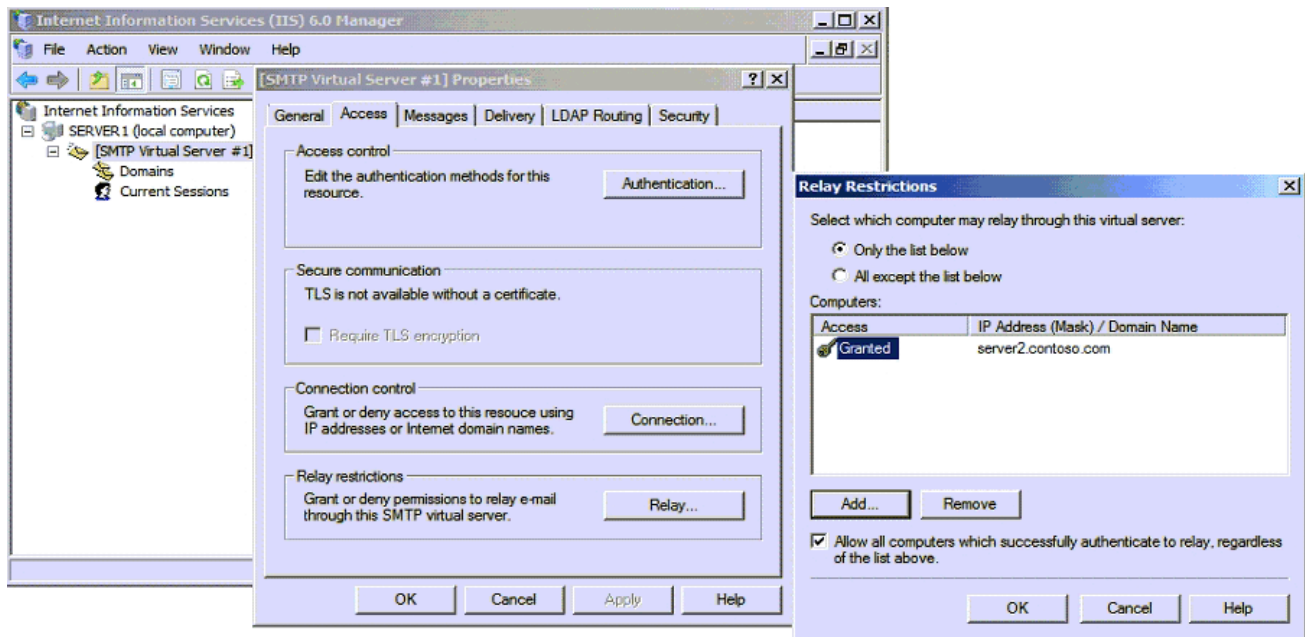 Internet Information Services (IIS) 6.0 Manager
File Action View Window Help
Internet Information Services
SERVER1 (local computer)
[SMTP Virtual Server #1]
Domains
Current Sessions
[SMTP Virtual Server #1] Properties
General Access Messages Delivery LDAP Routing Security
Access control
Edit the authentication methods for this
resource.
Authentication...
Secure communication
TLS is not available without a certificate.
Require TLS encryption
Connection control
Grant or deny access to this resouce using
IP addresses or Internet domain names.
Connection...
Relay restrictions
Grant or deny permissions to relay e-mail
through this SMTP virtual server.
Relay...
OK Cancel Apply Help
Relay Restrictions
Select which computer may relay through this virtual server:
Only the list below
All except the list below
Computers:
Access IP Address (Mask) / Domain Name
Granted server2.contoso.com
Add... Remove
Allow all computers which successfully authenticate to relay, regardless
of the list above.
OK Cancel Help